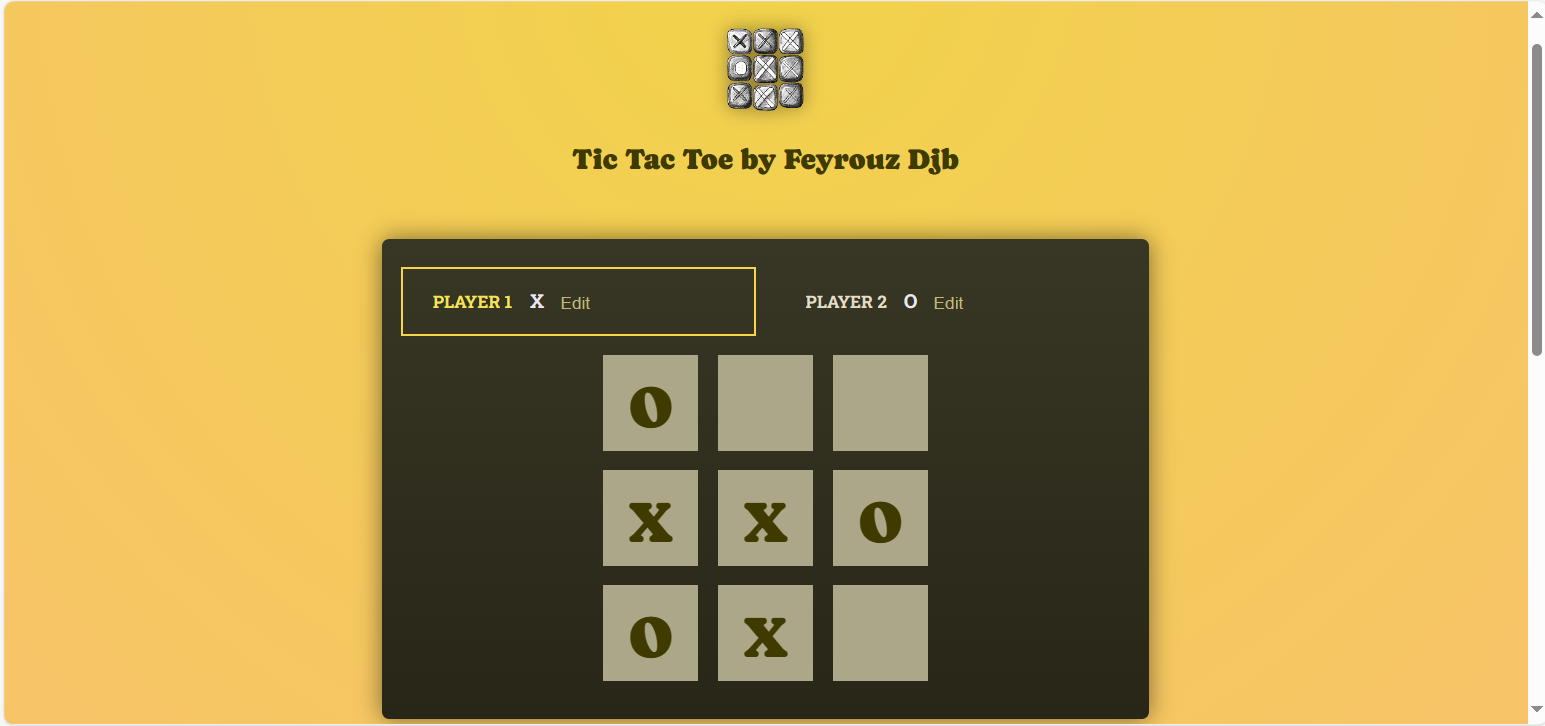 Tic Tac Toe by Feyrouz Djb
PLAYER 1 X Edit PLAYER 2 O Edit
O
X X O
O X